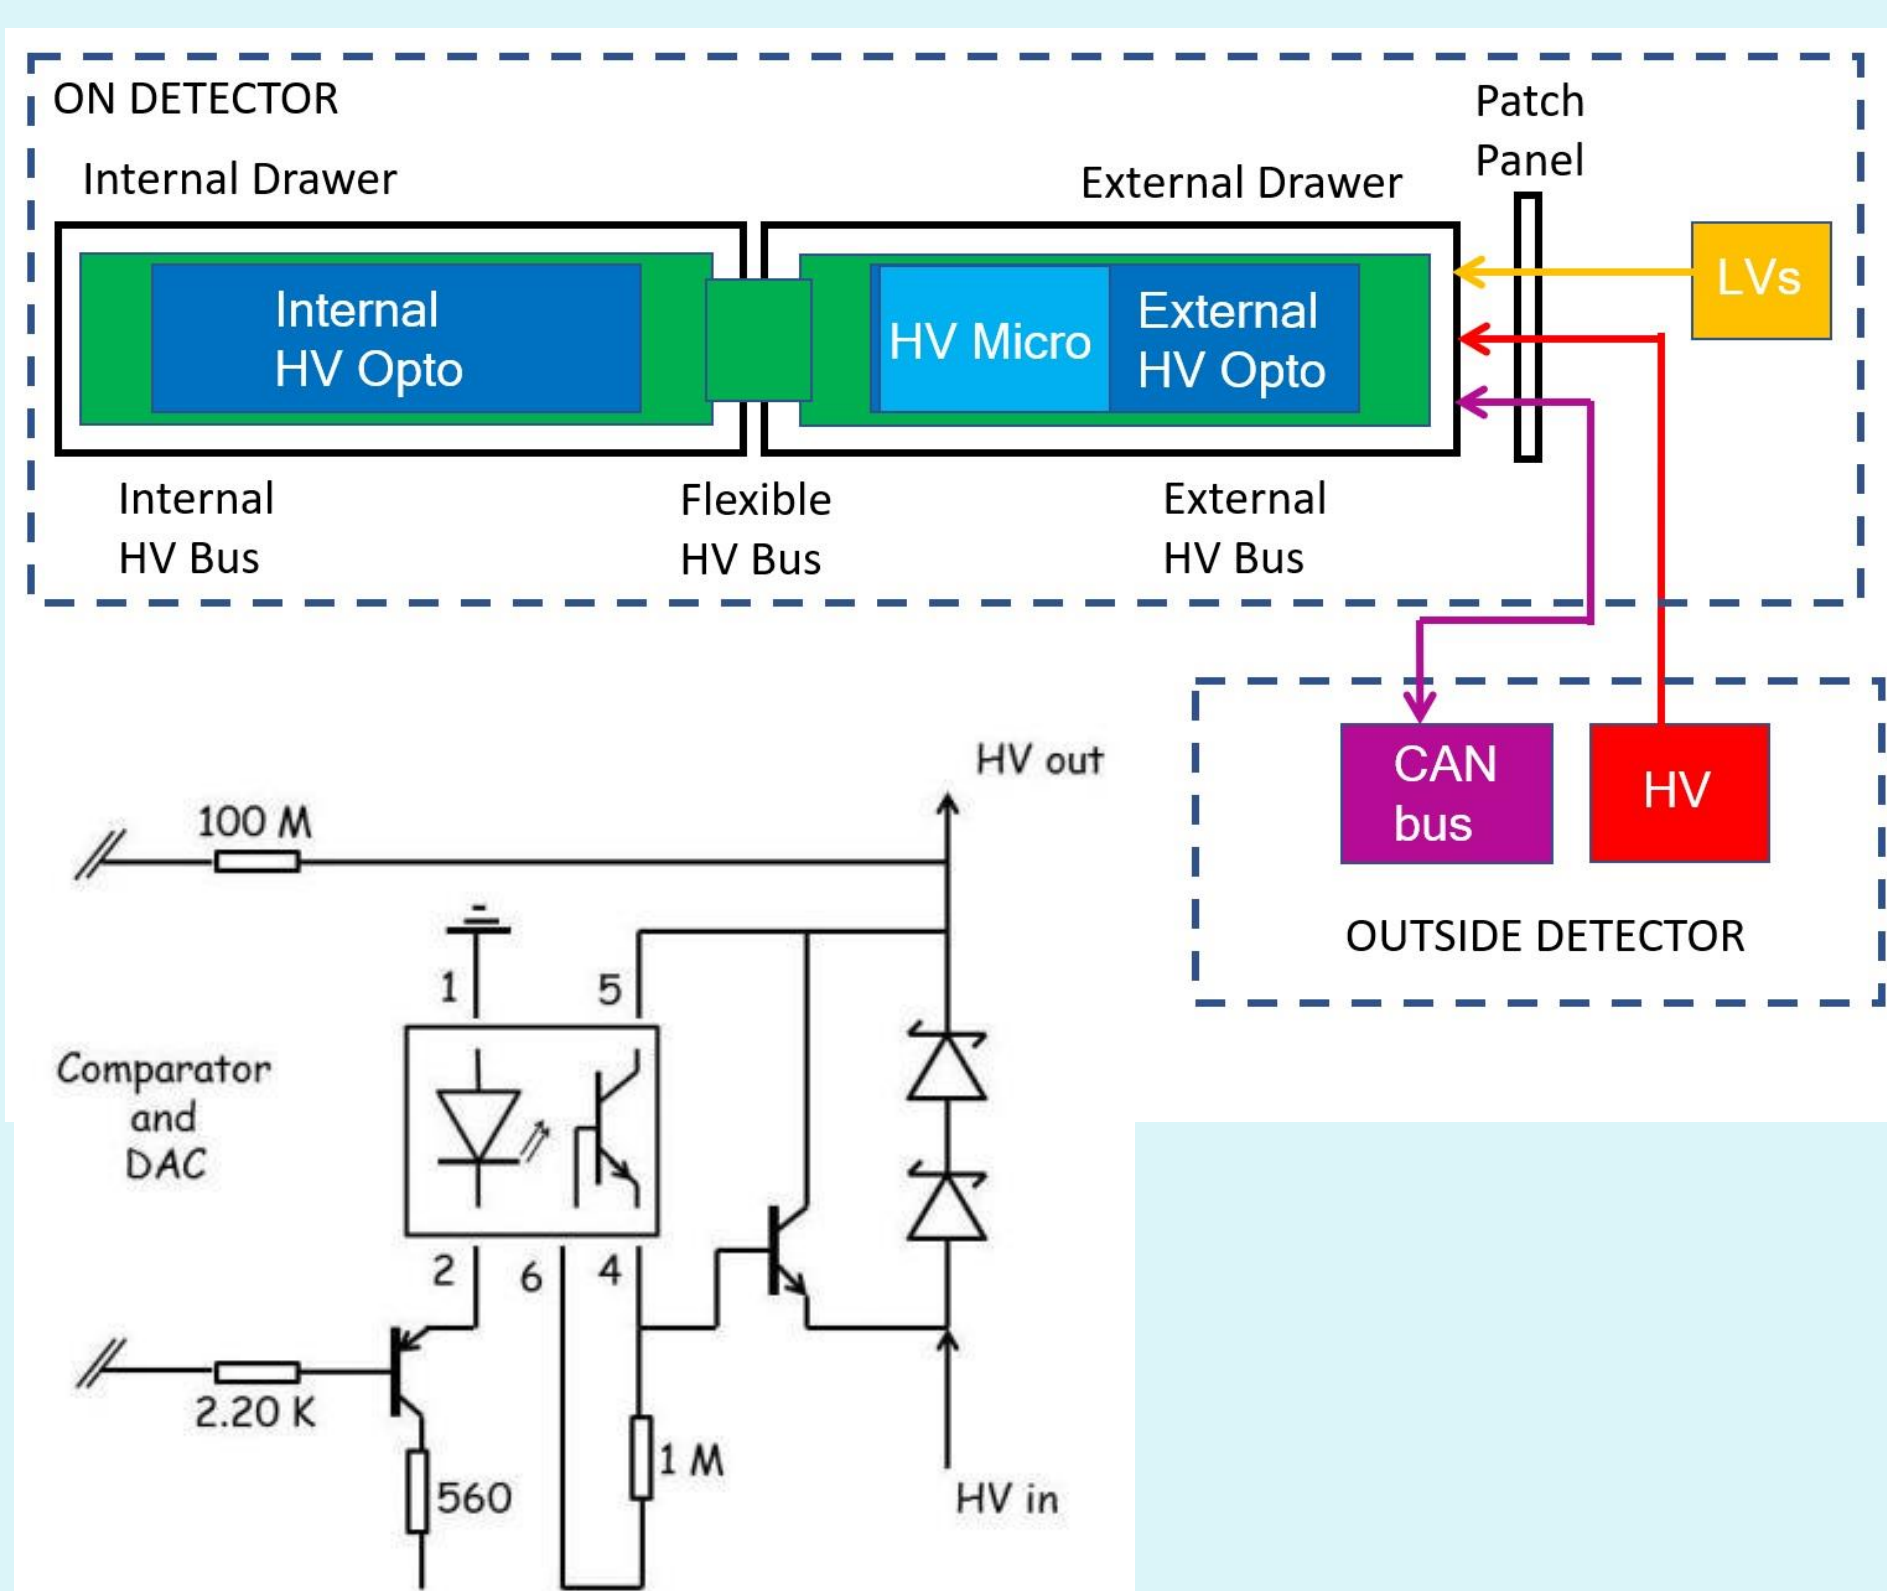 ON DETECTOR
Patch
Panel
Internal Drawer
External Drawer
LVs
Internal
HV Opto
HV Micro
External
HV Opto
Internal
HV Bus
Flexible
HV Bus
External
HV Bus
CAN
bus
HV
OUTSIDE DETECTOR
HV out
100 M
-
1
5
Comparator
and
DAC
2
6
4
2.20 K
560
1 M
HV in